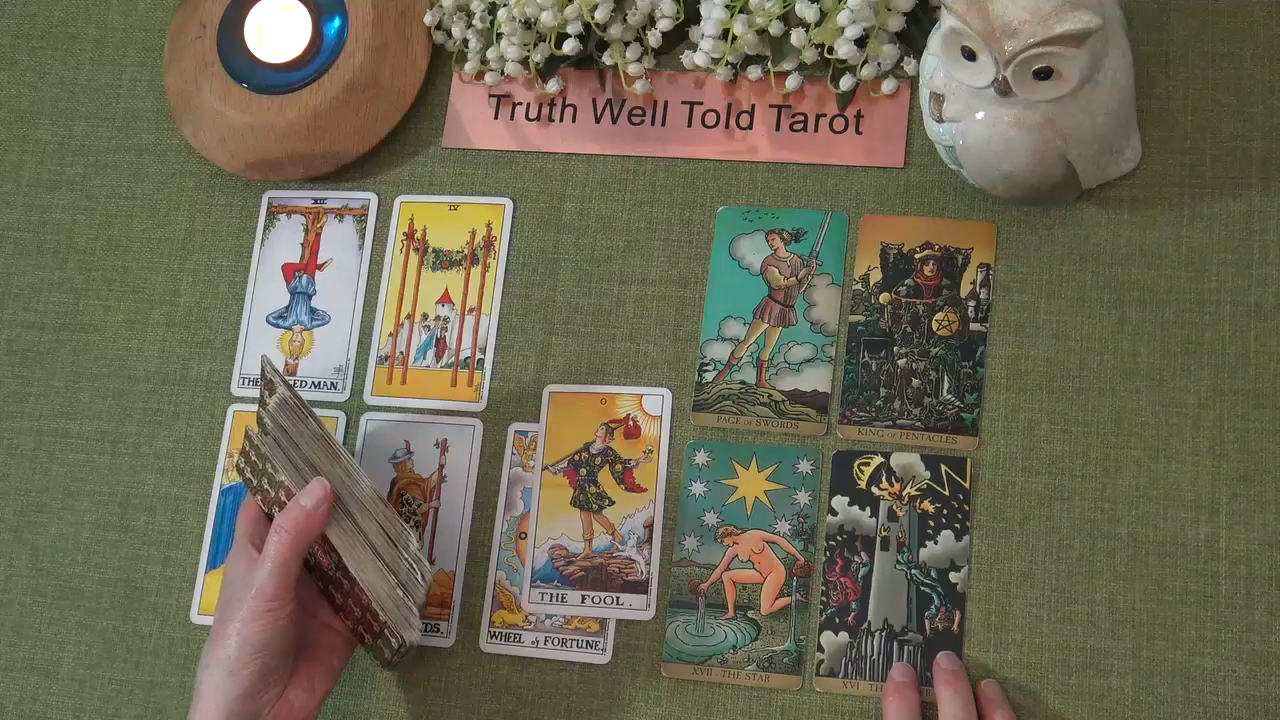 Truth Well Told Tarot
XII
IV
THE
ED MAN.
PAGE OF SWORDS
KING OF PENTACLES
0
THE FOOL.
DS.
WHEEL of FORTUNE.
XVII THE STAR
XVI TH